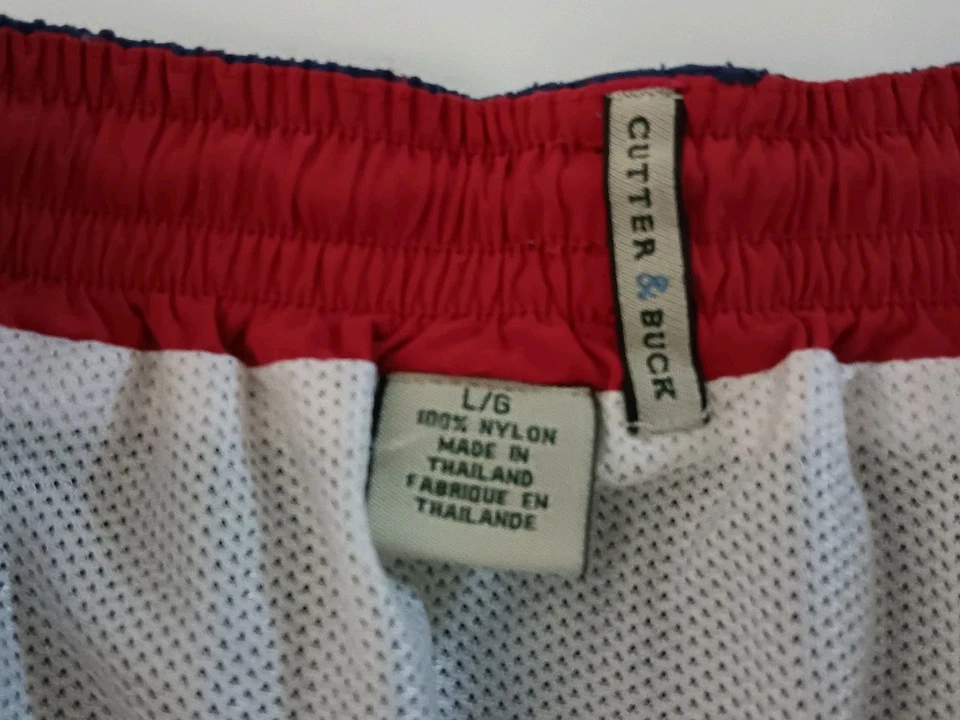 CUTTER & BUCK
L/G
100% NYLON
MADE IN
THAILAND
FABRIQUE EN
THAILANDE